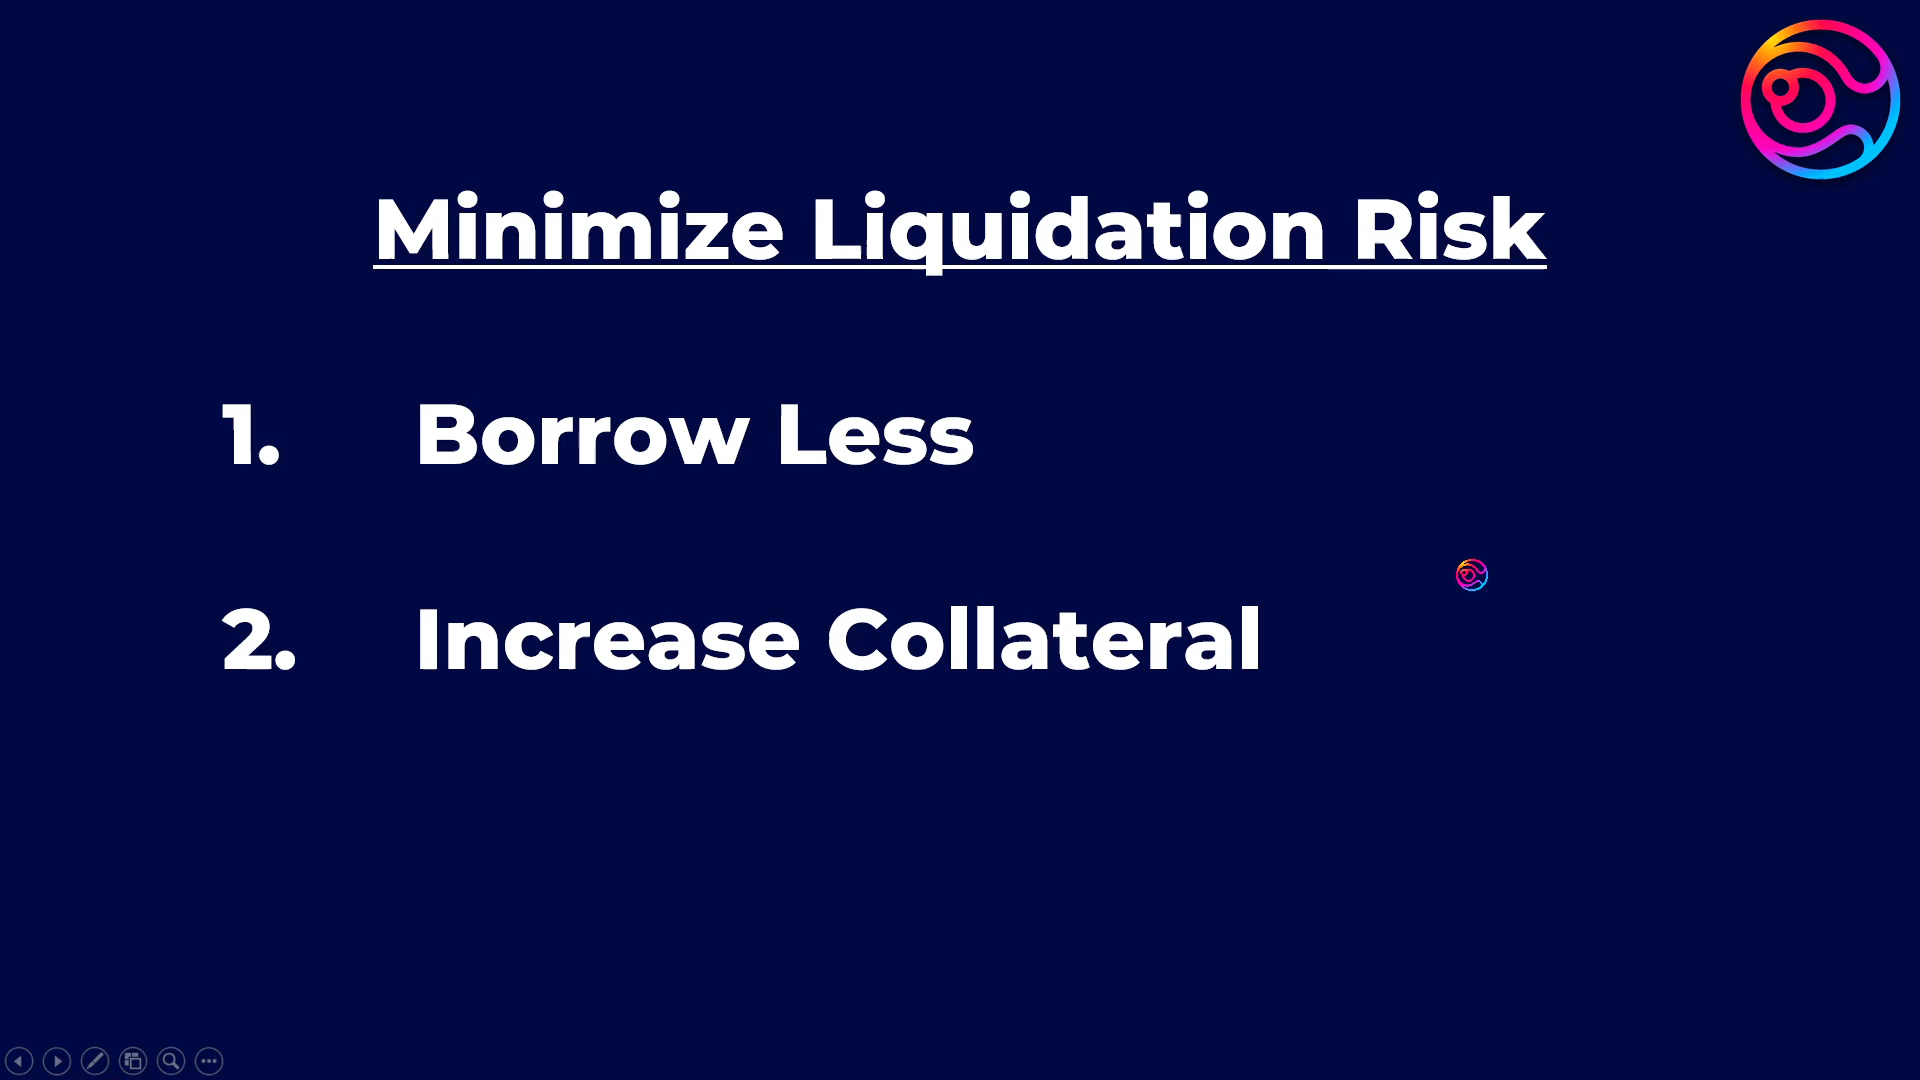 Minimize Liquidation Risk
1. Borrow Less
2. Increase Collateral